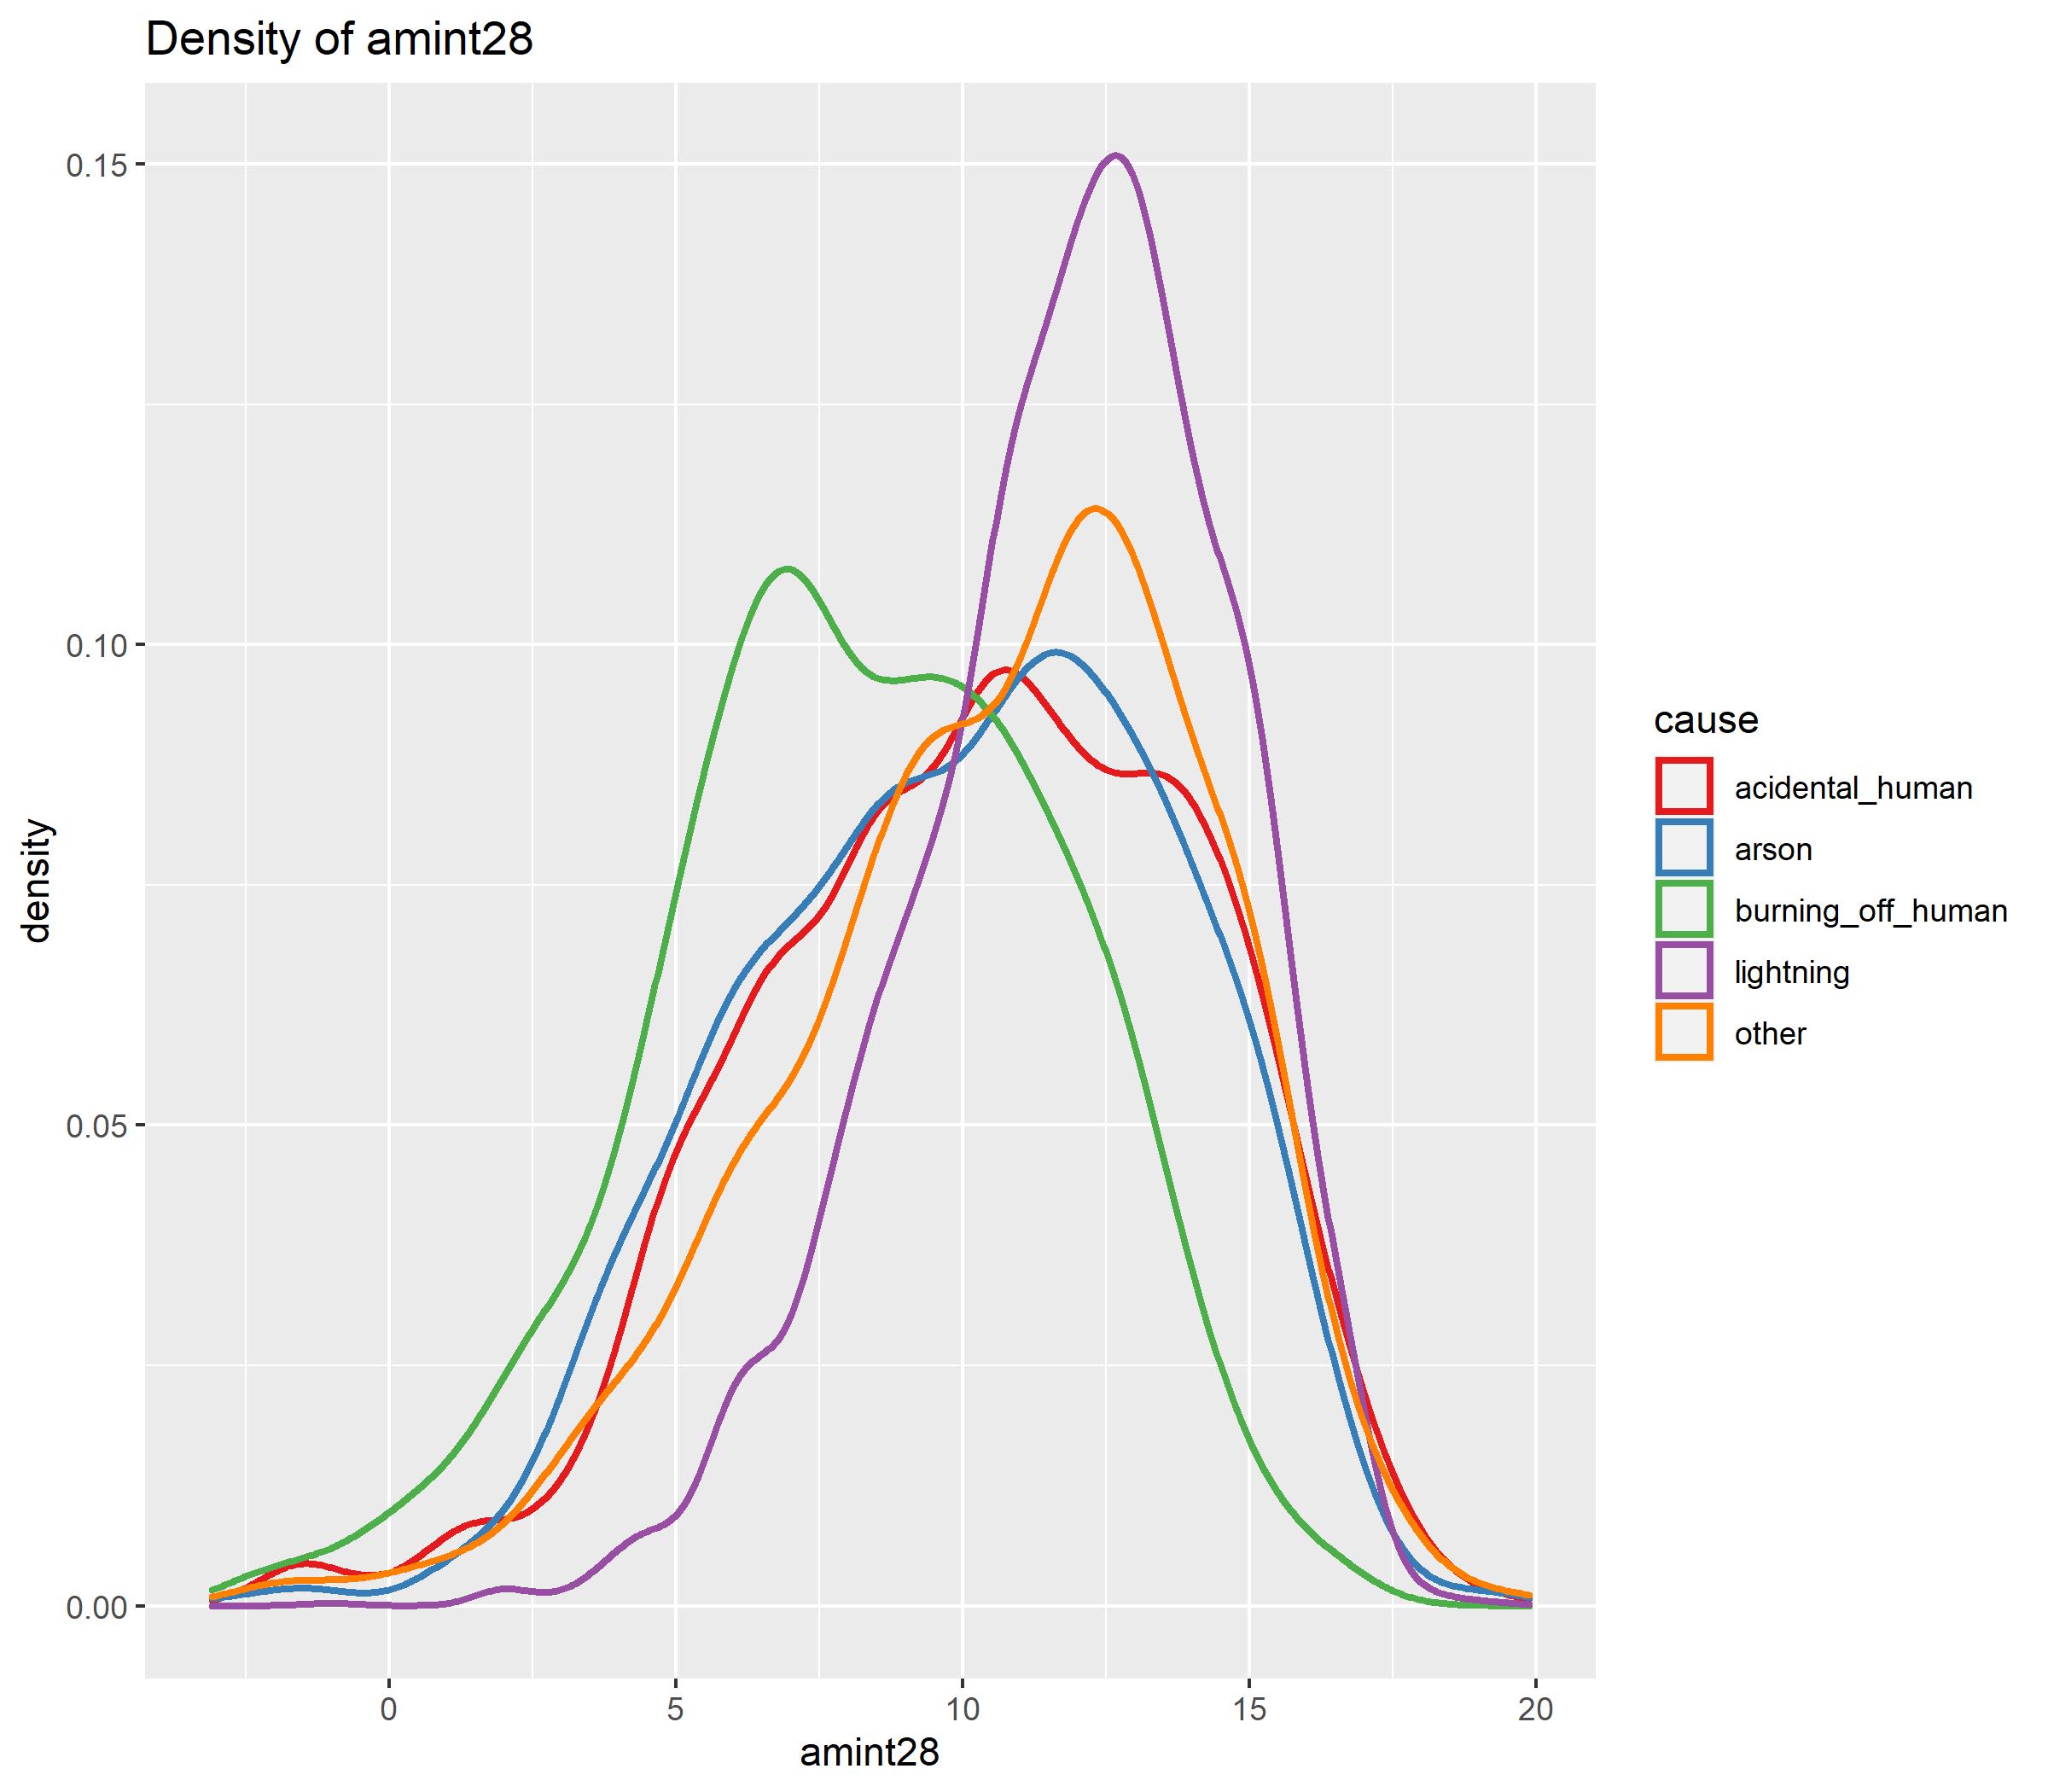 Density of amint28
0.15
0.10
0.05
0.00
density
0
5
10
15
20
amint28
cause
acidental_human
arson
burning_off_human
lightning
other